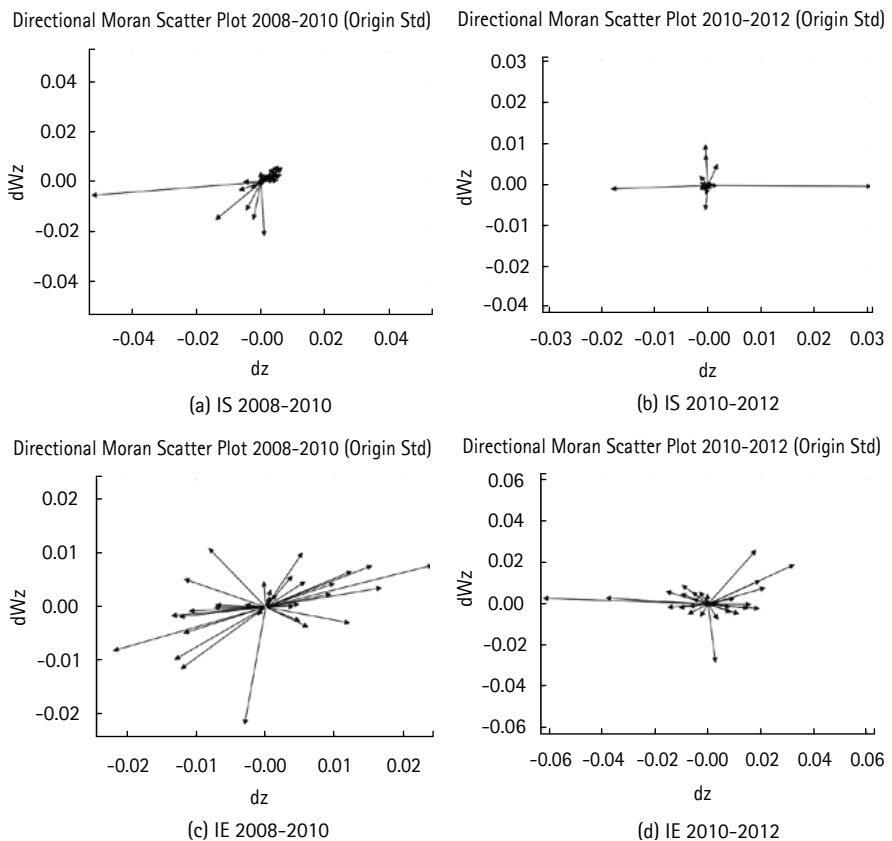 Directional Moran Scatter Plot 2008-2010 (Origin Std)
0.04
0.02
0.00
-0.02
-0.04
dWz
-0.04 -0.02 -0.00 0.02 0.04
dz
(a) IS 2008-2010
Directional Moran Scatter Plot 2010-2012 (Origin Std)
0.03
0.02
0.01
0.00
-0.01
-0.02
-0.03
-0.04
dWz
-0.03 -0.02 -0.01 -0.00 0.01 0.02 0.03
dz
(b) IS 2010-2012
Directional Moran Scatter Plot 2008-2010 (Origin Std)
0.02
0.01
0.00
-0.01
-0.02
dWz
-0.02 -0.01 -0.00 0.01 0.02
dz
(c) IE 2008-2010
Directional Moran Scatter Plot 2010-2012 (Origin Std)
0.06
0.04
0.02
0.00
-0.02
-0.04
-0.06
dWz
-0.06 -0.04 -0.02 -0.00 0.02 0.04 0.06
dz
(d) IE 2010-2012